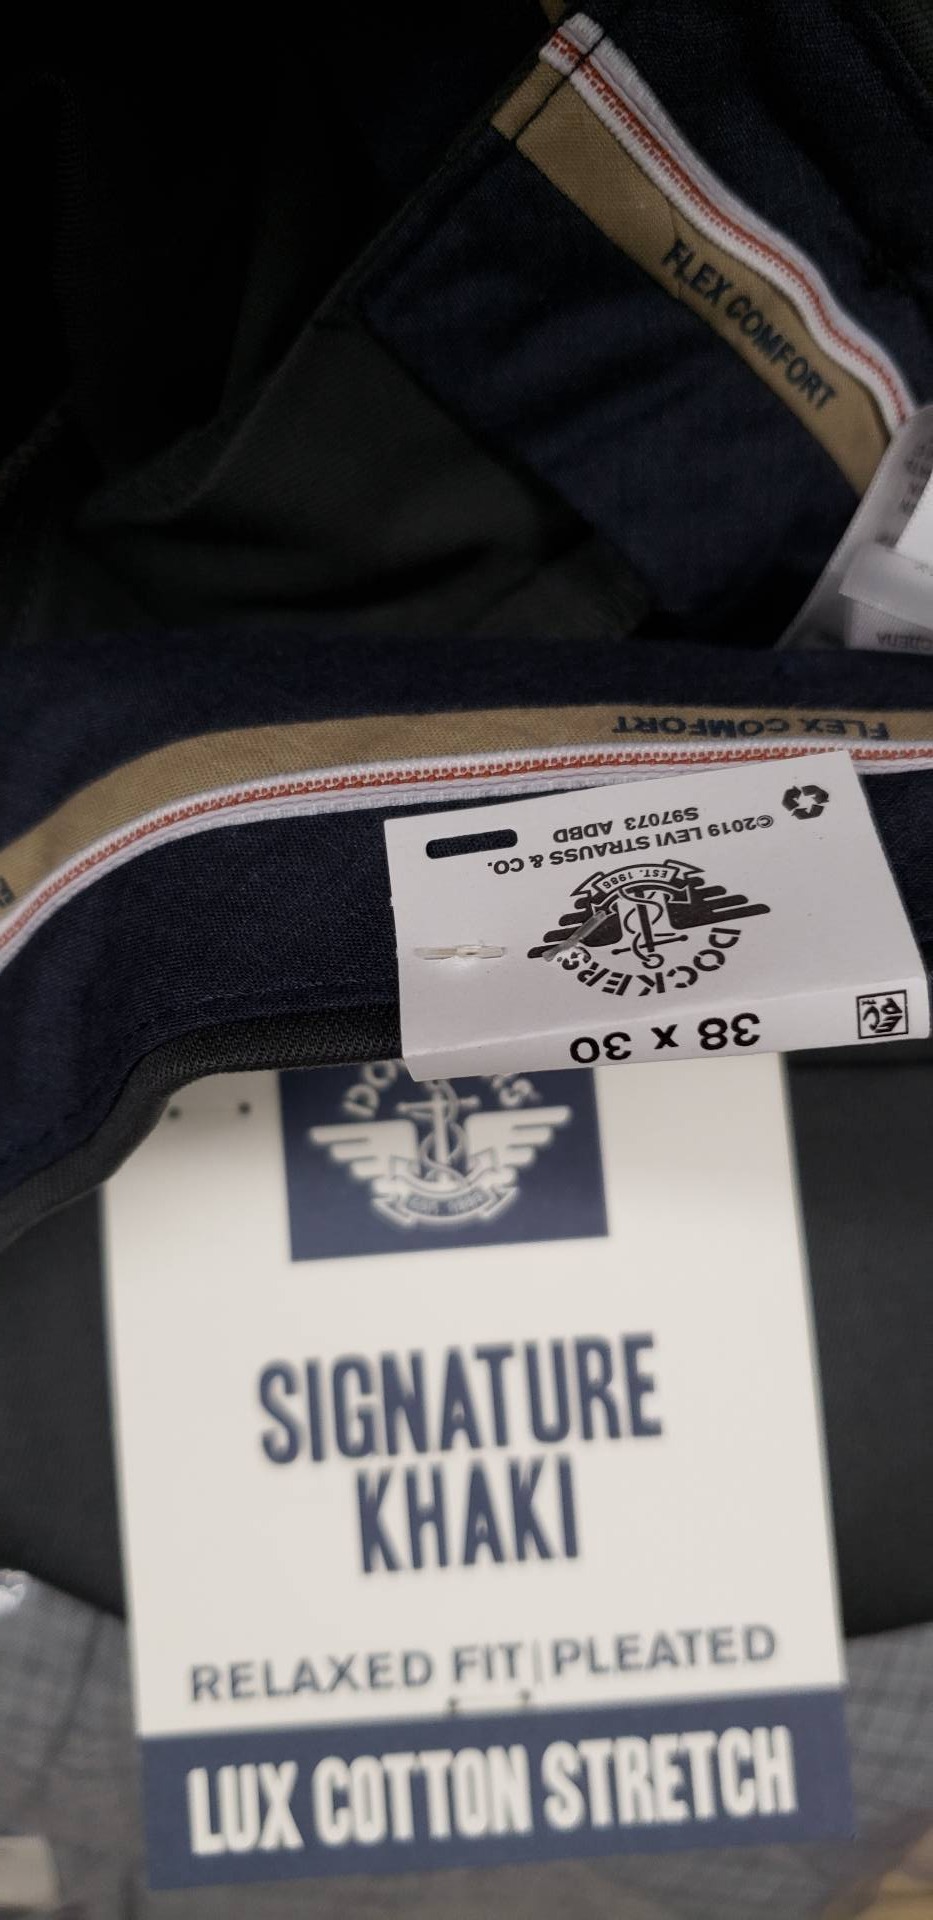 FLEX COMFORT
FLEX COMFORT
©2019 LEVI STRAUSS & CO.
S97073 ADBD
EST. 1986
DOCKERS
38 x 30
SIGNATURE
KHAKI
RELAXED FIT | PLEATED
LUX COTTON STRETCH